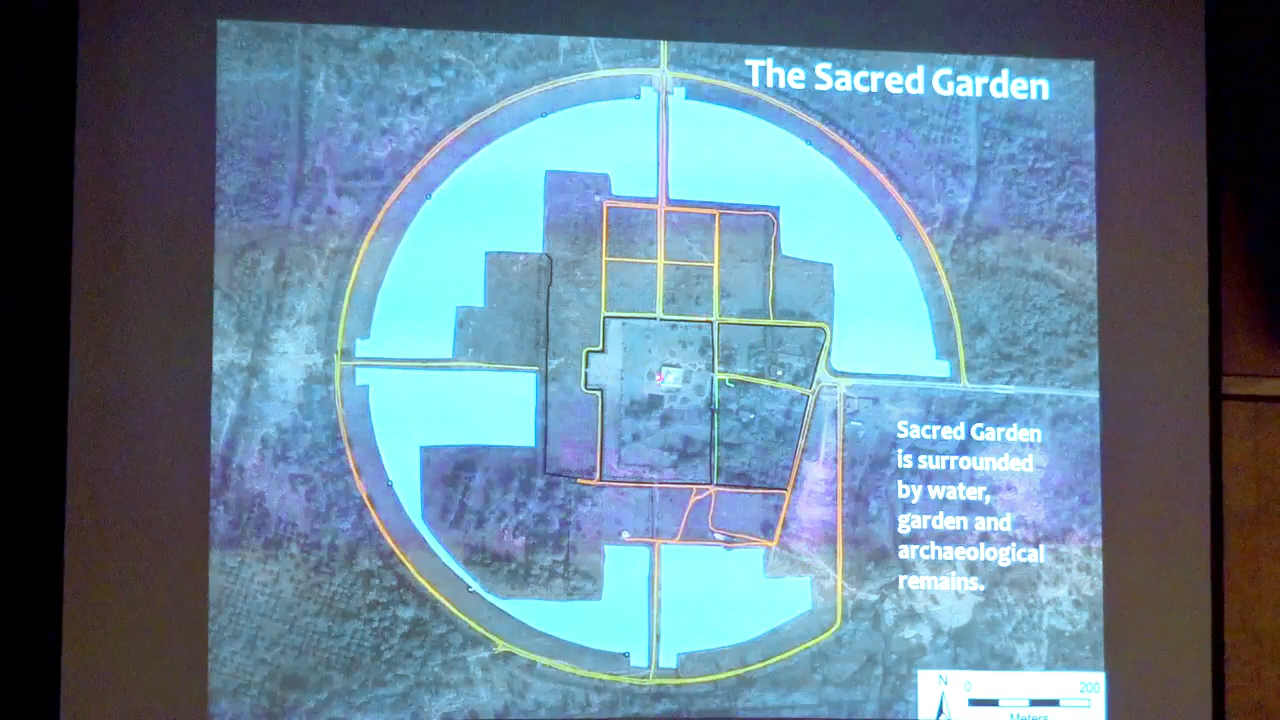 The Sacred Garden
Sacred Garden
is surrounded
by water,
garden and
archaeological
remains.
N
0 200
Meters